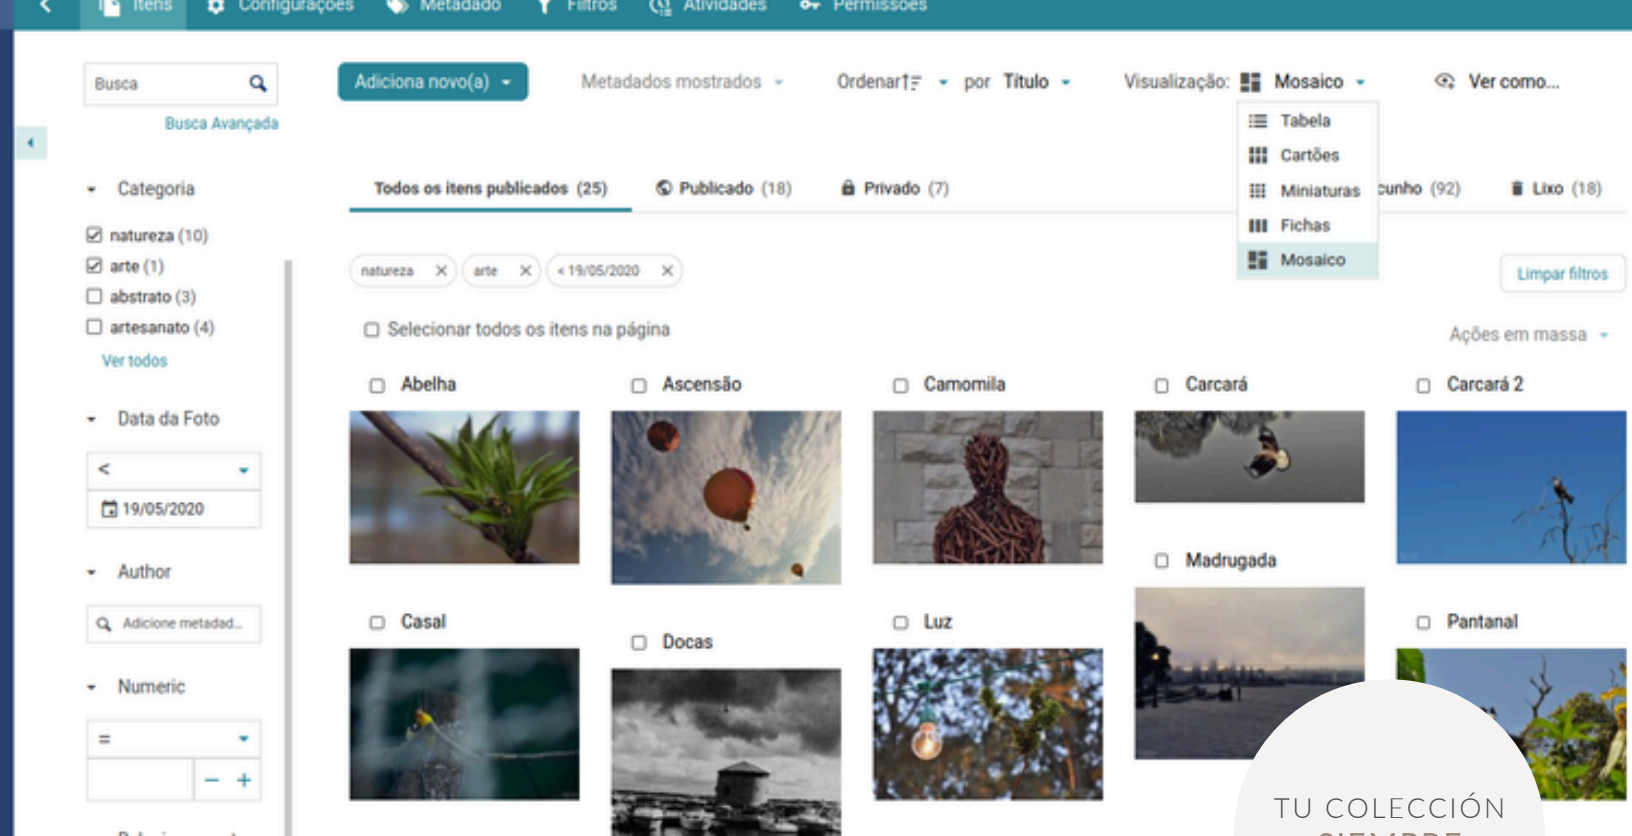 Itens Configurações Metadado Filtros Atividades Permissões
Busca
Busca Avançada
Adiciona novo(a) Metadados mostrados Ordenar por Título Visualização: Mosaico Ver como...
Tabela
Cartões
Miniaturas
Fichas
Mosaico
Todos os itens publicados (25) Publicado (18) Privado (7) cunho (92) Lixo (18)
Categoria
natureza (10)
arte (1)
abstrato (3)
artesanato (4)
Ver todos
Data da Foto
<
19/05/2020
Author
Adicione metadad...
Numeric
=
− +
natureza × arte × < 19/05/2020 ×
Limpar filtros
Selecionar todos os itens na página
Ações em massa
Abelha Ascensão Camomila Carcará Carcará 2
Madrugada
Casal Docas Luz Pantanal
TU COLECCIÓN
SIEMPRE